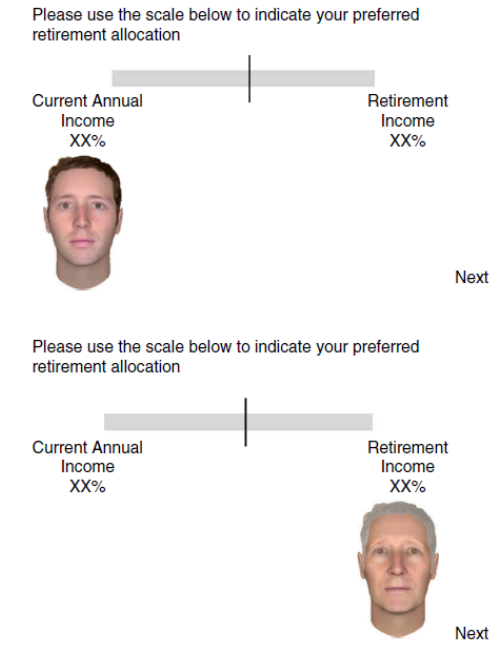 Please use the scale below to indicate your preferred
retirement allocation
Current Annual
Income
XX%
Retirement
Income
XX%
Next
Please use the scale below to indicate your preferred
retirement allocation
Current Annual
Income
XX%
Retirement
Income
XX%
Next